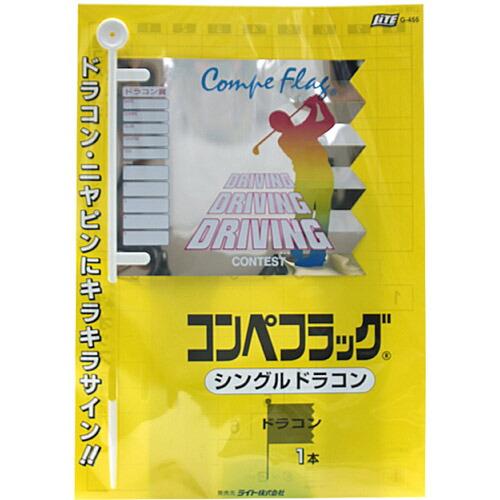 LITE
G-455
ドラコン・ニヤピンにキラキラサイン!!
Compe Flag®
ドラコン賞
DRIVING
DRIVING
DRIVING
CONTEST
コンペフラッグ®
シングルドラコン
ドラコン
1本
発売元 ライト株式会社